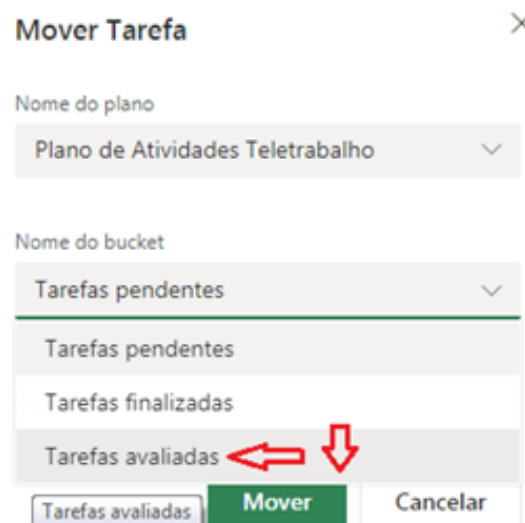 Mover Tarefa
Nome do plano
Plano de Atividades Teletrabalho
Nome do bucket
Tarefas pendentes
Tarefas pendentes
Tarefas finalizadas
Tarefas avaliadas
Tarefas avaliadas Mover Cancelar